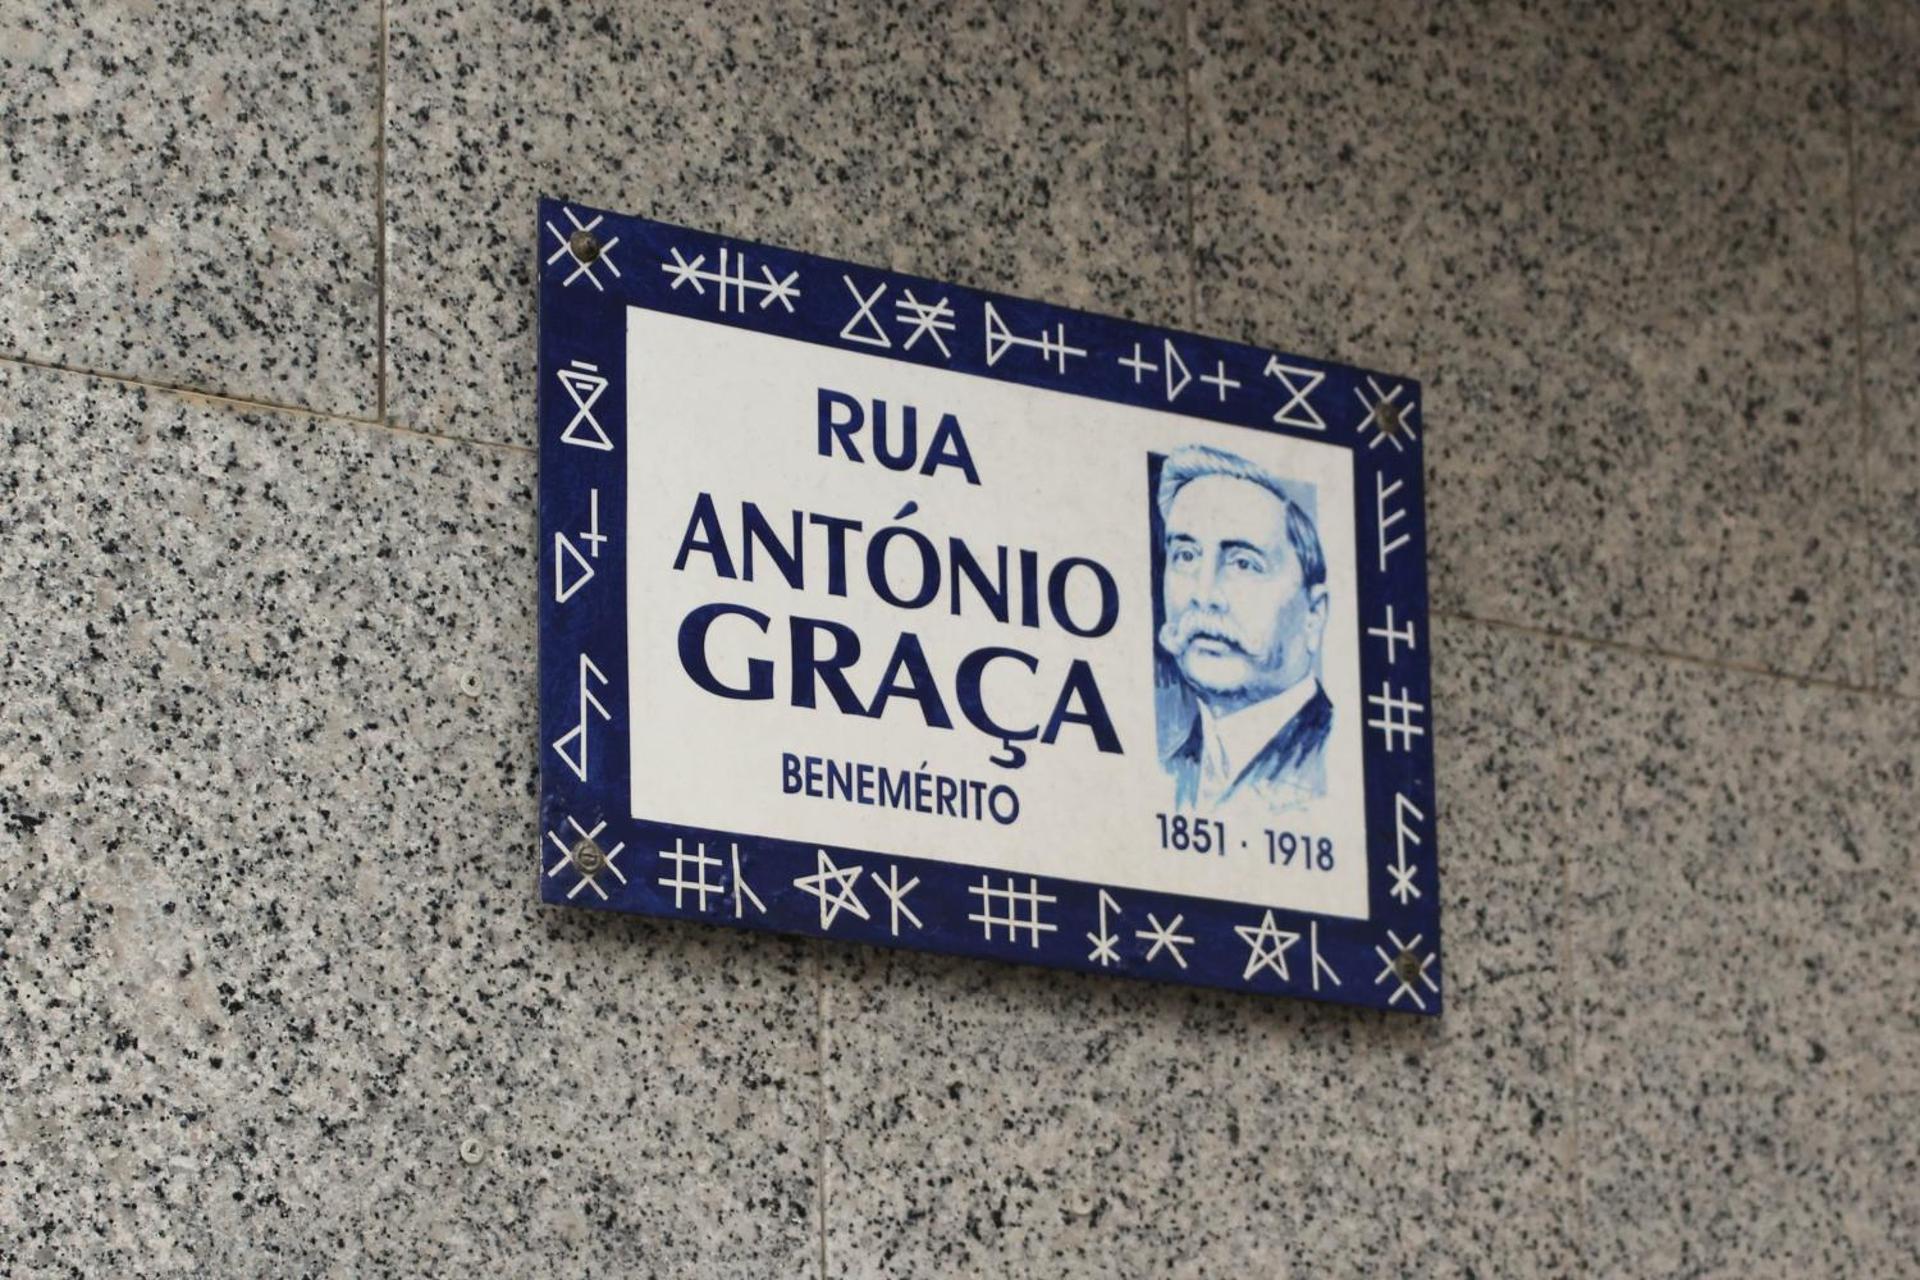 RUA
ANTÓNIO
GRAÇA
BENEMÉRITO
1851 · 1918